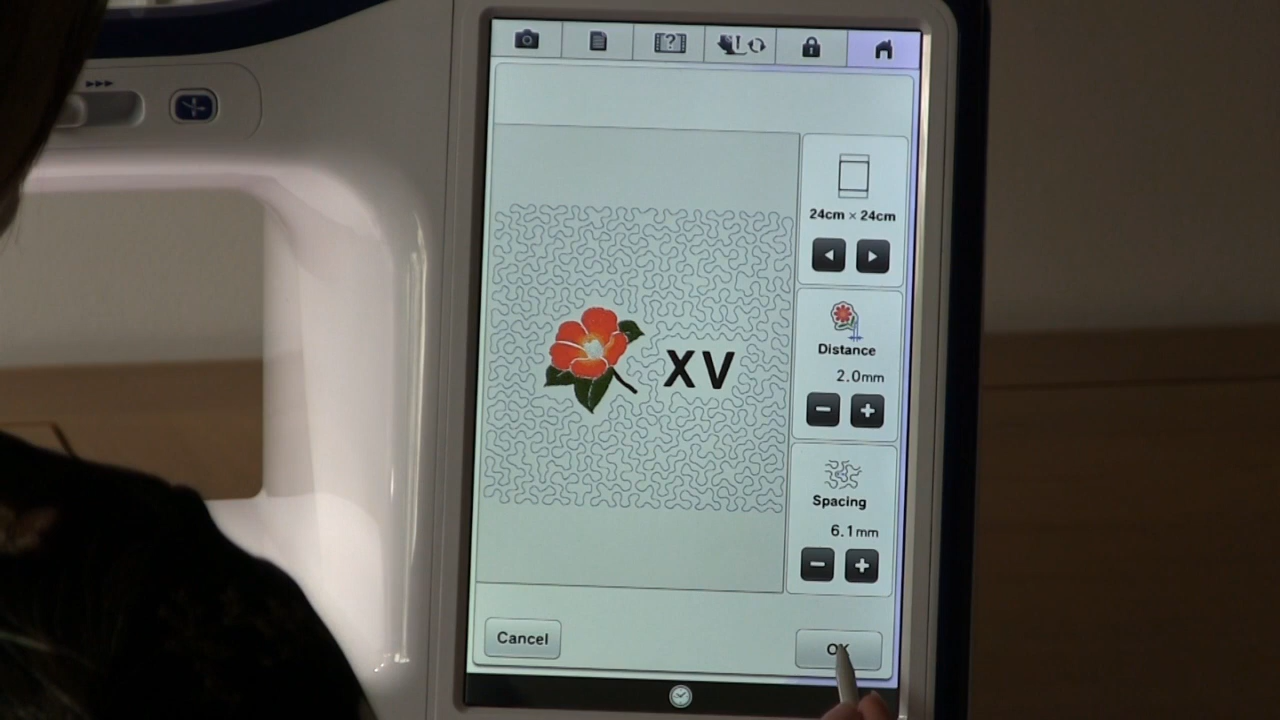 24cm × 24cm
Distance
2.0mm
XV
Spacing
6.1mm
Cancel
OK